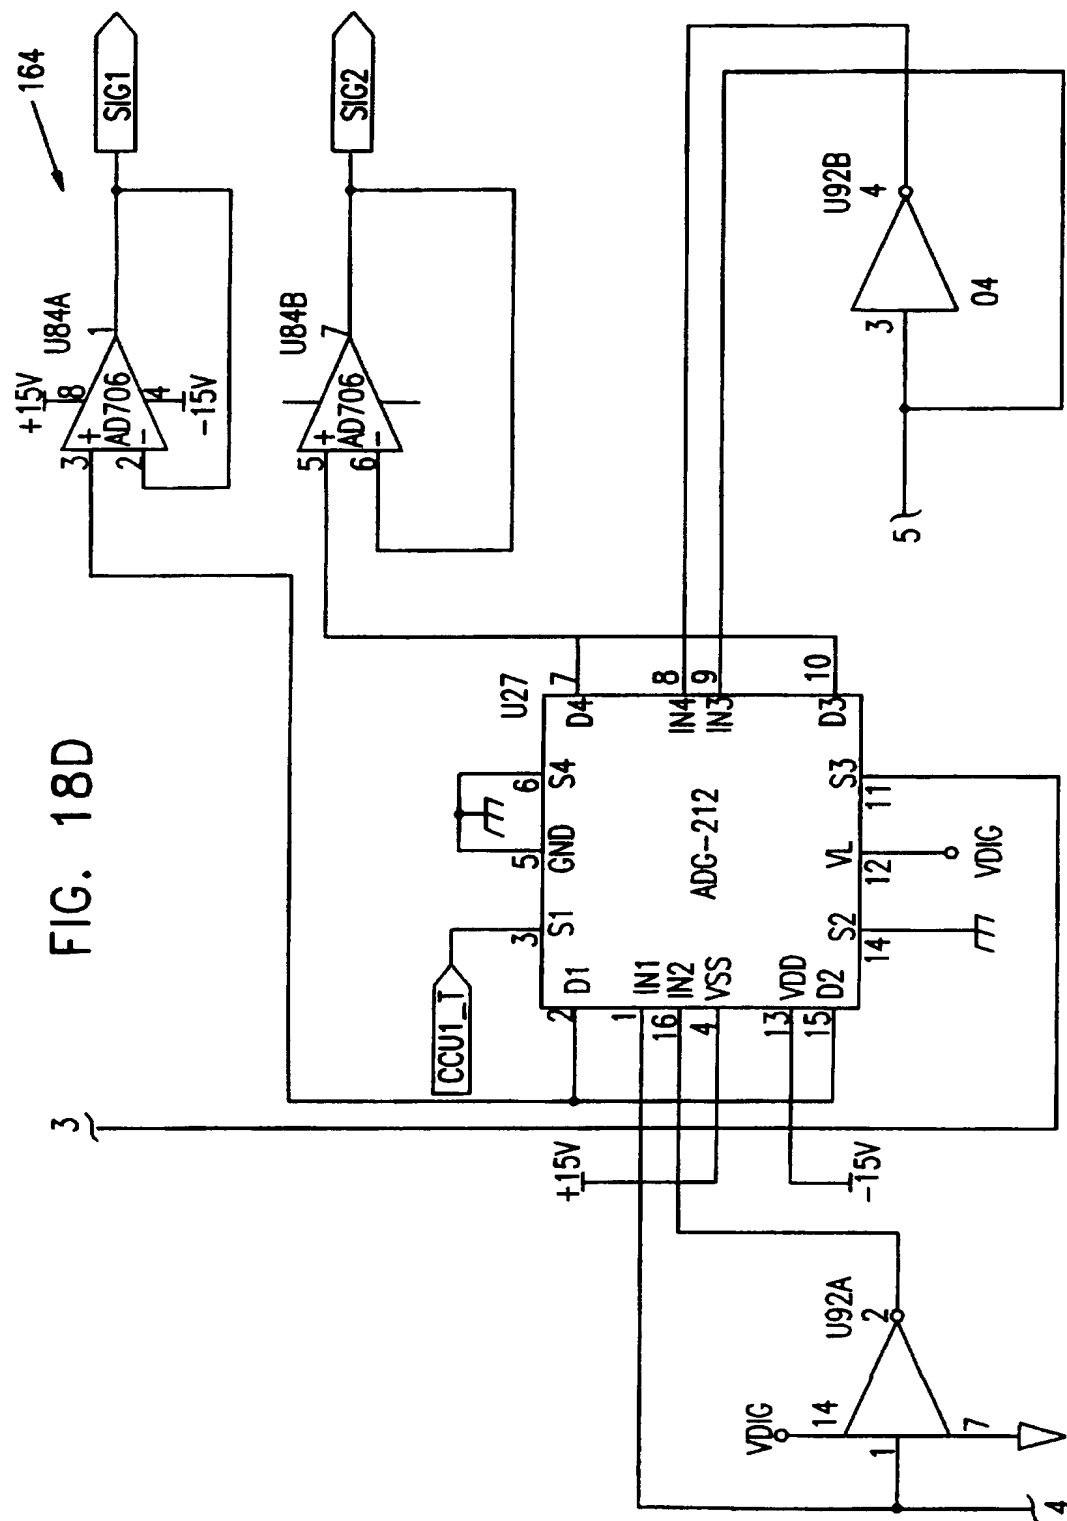 FIG. 18D
164
SIG1
SIG2
U84A
+15V
8
3
+
AD706
1
2
-
4
-15V
U84B
5
+
AD706
7
6
-
3
CCU1_T
U27
ADG-212
2
D1
3
S1
5
GND
6
S4
7
D4
1
IN1
16
IN2
4
VSS
13
VDD
15
D2
8
IN4
9
IN3
10
D3
14
S2
12
VL
11
S3
VDIG
+15V
-15V
U92A
VDIG
14
2
1
7
4
U92B
4
3
04
5